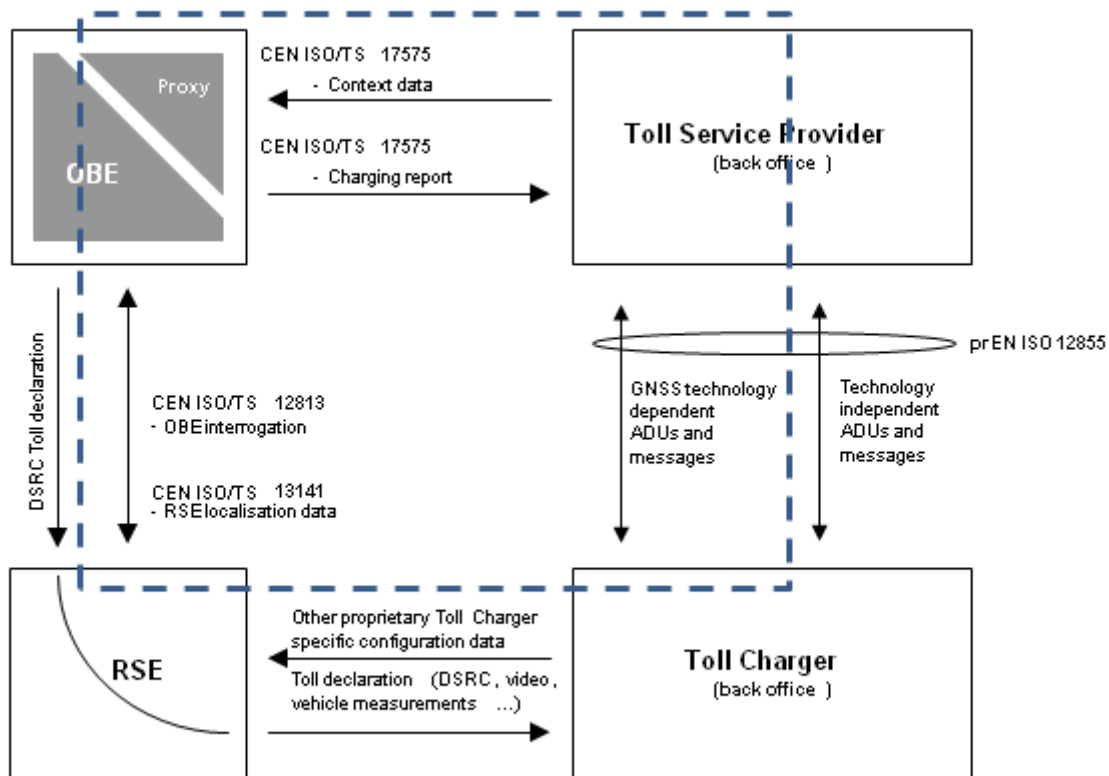 CEN ISO/TS 17575
- Context data
Proxy
OBE
CEN ISO/TS 17575
- Charging report
Toll Service Provider
(back office )
DSRC Toll declaration
CEN ISO/TS 12813
- OBE interrogation
CEN ISO/TS 13141
- RSE localisation data
prEN ISO 12855
GNSS technology
dependent
ADUs and
messages
Technology
independent
ADUs and
messages
RSE
Other proprietary Toll Charger
specific configuration data
Toll declaration (DSRC , video ,
vehicle measurements ...)
Toll Charger
(back office )